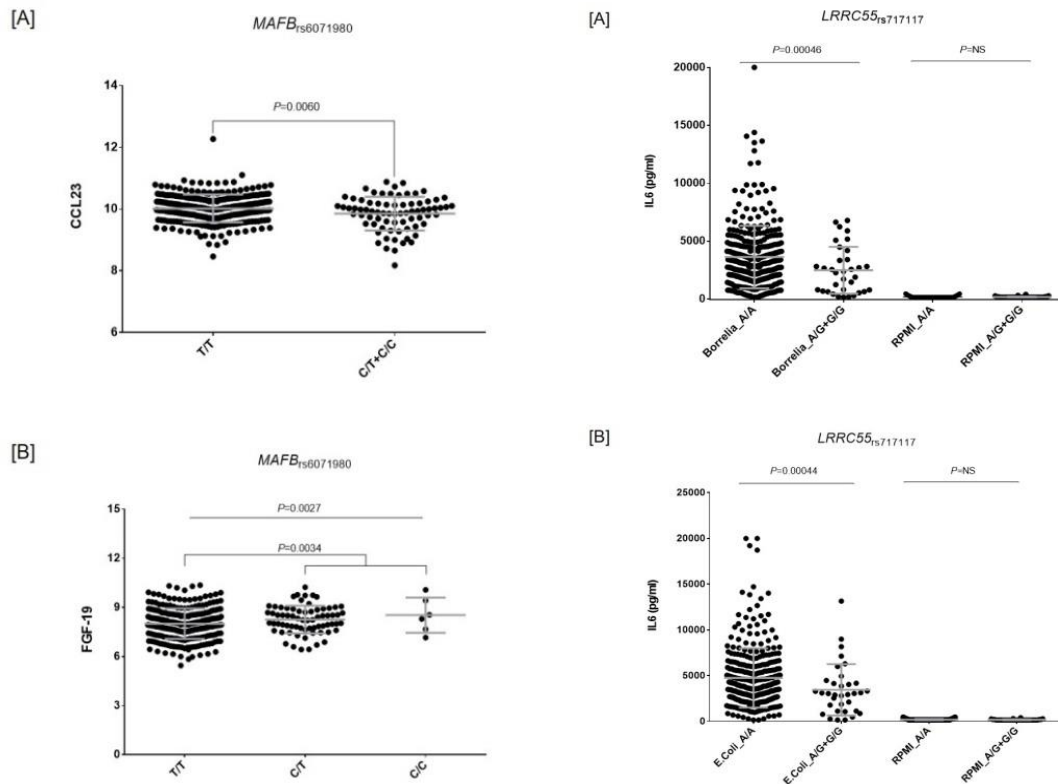 [A]
MAFBrs6071980
P=0.0060
CCL23
14
12
10
8
6
T/T
C/T+C/C
[B]
MAFBrs6071980
P=0.0027
P=0.0034
FGF-19
15
12
9
6
3
0
T/T
C/T
C/C
[A]
LRRC55rs717117
P=0.00046
P=NS
IL6 (pg/ml)
20000
15000
10000
5000
0
Borrelia_A/A
Borrelia_A/G+G/G
RPMI_A/A
RPMI_A/G+G/G
[B]
LRRC55rs717117
P=0.00044
P=NS
IL6 (pg/ml)
25000
20000
15000
10000
5000
0
E.Coli_A/A
E.Coli_A/G+G/G
RPMI_A/A
RPMI_A/G+G/G